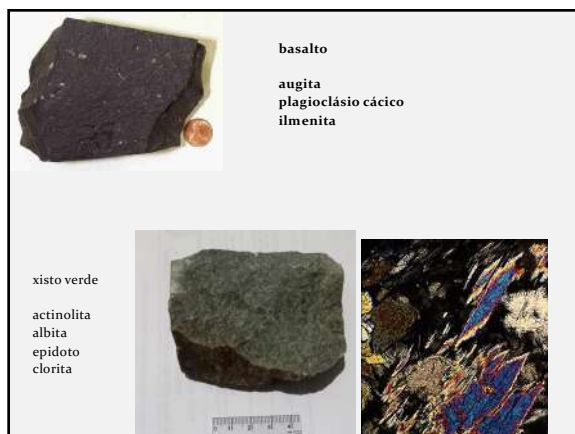 basalto
augita
plagioclásio cácico
ilmenita
xisto verde
actinolita
albita
epidoto
clorita